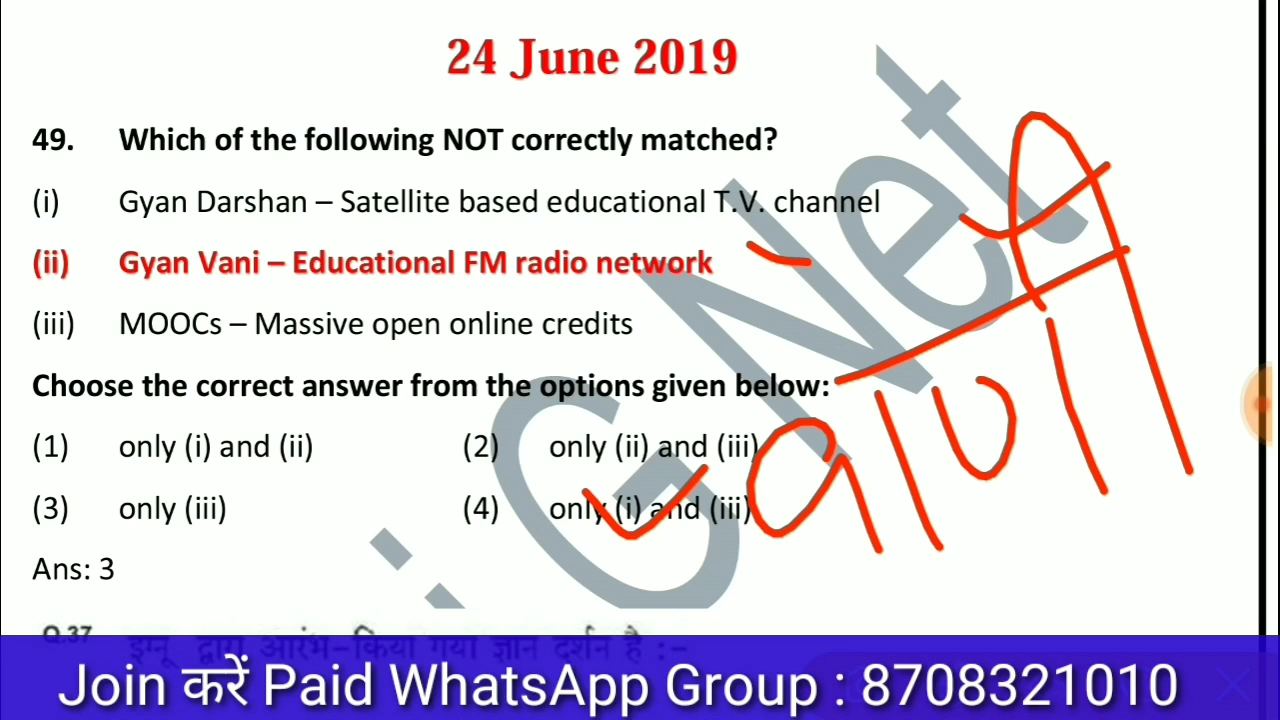 24 June 2019
49. Which of the following NOT correctly matched?
(i) Gyan Darshan – Satellite based educational T.V. channel
(ii) Gyan Vani – Educational FM radio network
(iii) MOOCs – Massive open online credits
Choose the correct answer from the options given below:
(1) only (i) and (ii) (2) only (ii) and (iii)
(3) only (iii) (4) only (i) and (iii)
Ans: 3
Q.37 इग्नू द्वारा आरंभ-किया गया ज्ञान दर्शन है :-
Join करें Paid WhatsApp Group : 8708321010
वाणी
i G Net